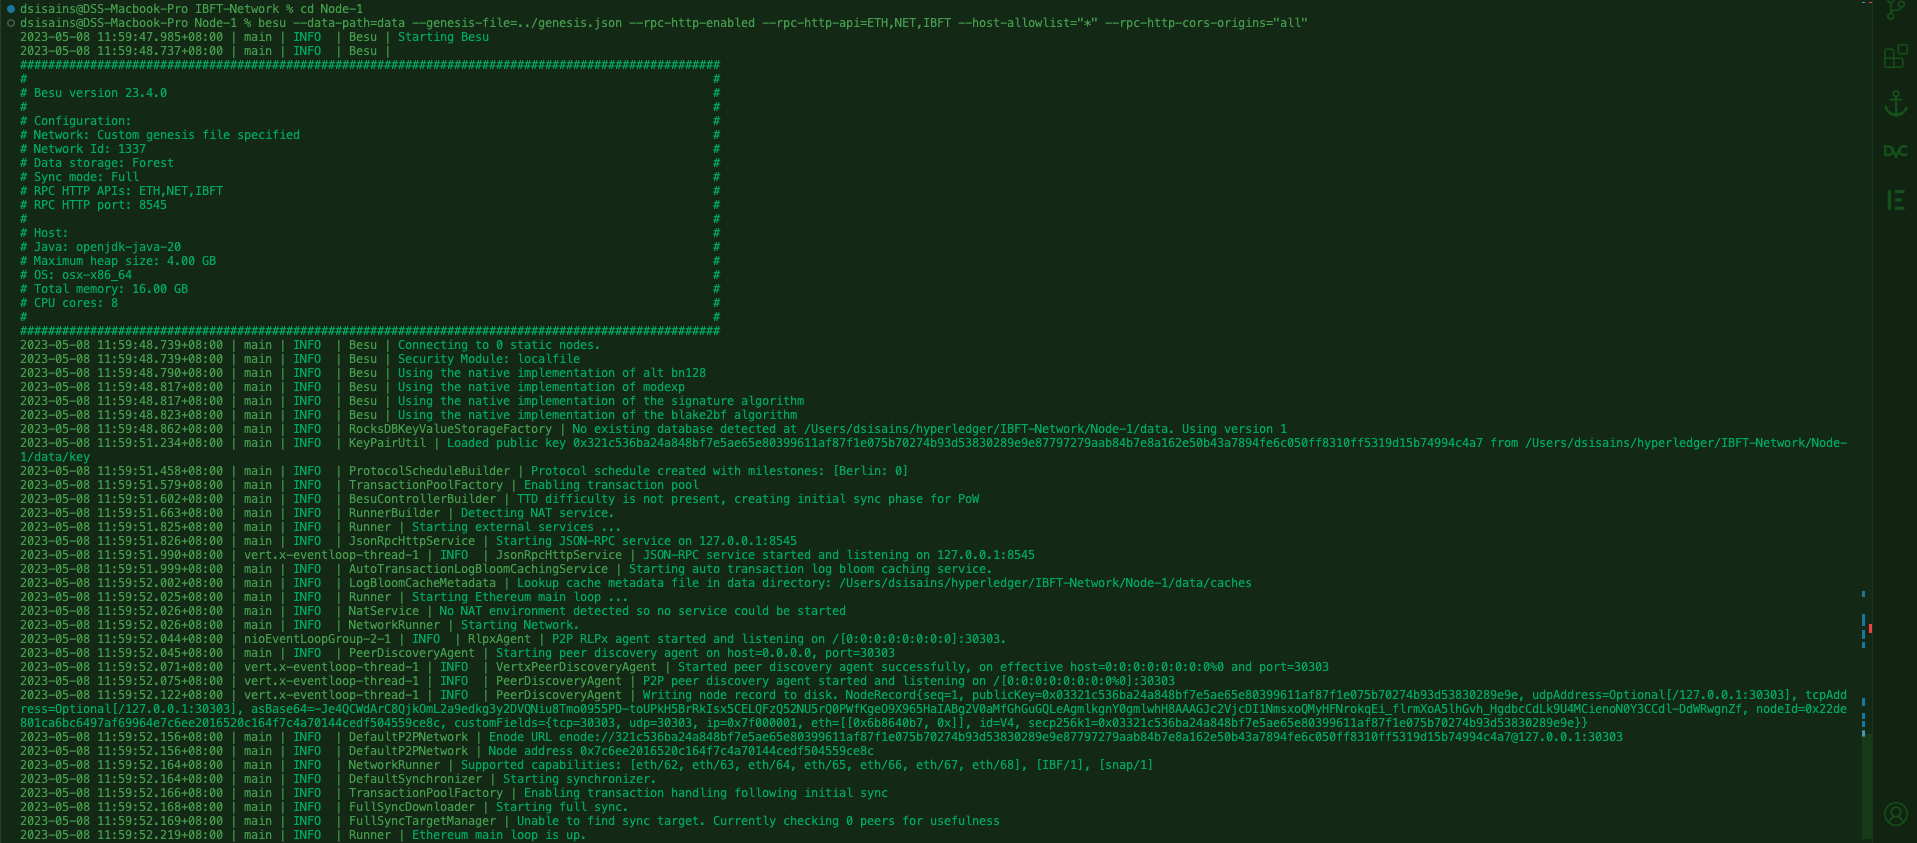 dsisains@DSS-Macbook-Pro IBFT-Network % cd Node-1
dsisains@DSS-Macbook-Pro Node-1 % besu --data-path=data --genesis-file=../genesis.json --rpc-http-enabled --rpc-http-api=ETH,NET,IBFT --host-allowlist="*" --rpc-http-cors-origins="all"
2023-05-08 11:59:47.985+08:00 | main | INFO  | Besu | Starting Besu
2023-05-08 11:59:48.737+08:00 | main | INFO  | Besu |
####################################################################################################
#                                                                                                  #
# Besu version 23.4.0                                                                              #
#                                                                                                  #
# Configuration:                                                                                   #
# Network: Custom genesis file specified                                                           #
# Network Id: 1337                                                                                 #
# Data storage: Forest                                                                             #
# Sync mode: Full                                                                                  #
# RPC HTTP APIs: ETH,NET,IBFT                                                                      #
# RPC HTTP port: 8545                                                                              #
#                                                                                                  #
# Host:                                                                                            #
# Java: openjdk-java-20                                                                            #
# Maximum heap size: 4.00 GB                                                                       #
# OS: osx-x86_64                                                                                   #
# Total memory: 16.00 GB                                                                           #
# CPU cores: 8                                                                                     #
#                                                                                                  #
####################################################################################################
2023-05-08 11:59:48.739+08:00 | main | INFO  | Besu | Connecting to 0 static nodes.
2023-05-08 11:59:48.739+08:00 | main | INFO  | Besu | Security Module: localfile
2023-05-08 11:59:48.790+08:00 | main | INFO  | Besu | Using the native implementation of alt bn128
2023-05-08 11:59:48.817+08:00 | main | INFO  | Besu | Using the native implementation of modexp
2023-05-08 11:59:48.817+08:00 | main | INFO  | Besu | Using the native implementation of the signature algorithm
2023-05-08 11:59:48.823+08:00 | main | INFO  | Besu | Using the native implementation of the blake2bf algorithm
2023-05-08 11:59:48.862+08:00 | main | INFO  | RocksDBKeyValueStorageFactory | No existing database detected at /Users/dsisains/hyperledger/IBFT-Network/Node-1/data. Using version 1
2023-05-08 11:59:51.234+08:00 | main | INFO  | KeyPairUtil | Loaded public key 0x321c536ba24a848bf7e5ae65e80399611af87f1e075b70274b93d53830289e9e87797279aab84b7e8a162e50b43a7894fe6c050ff8310ff5319d15b74994c4a7 from /Users/dsisains/hyperledger/IBFT-Network/Node-
1/data/key
2023-05-08 11:59:51.458+08:00 | main | INFO  | ProtocolScheduleBuilder | Protocol schedule created with milestones: [Berlin: 0]
2023-05-08 11:59:51.579+08:00 | main | INFO  | TransactionPoolFactory | Enabling transaction pool
2023-05-08 11:59:51.602+08:00 | main | INFO  | BesuControllerBuilder | TTD difficulty is not present, creating initial sync phase for PoW
2023-05-08 11:59:51.663+08:00 | main | INFO  | RunnerBuilder | Detecting NAT service.
2023-05-08 11:59:51.825+08:00 | main | INFO  | Runner | Starting external services ...
2023-05-08 11:59:51.826+08:00 | main | INFO  | JsonRpcHttpService | Starting JSON-RPC service on 127.0.0.1:8545
2023-05-08 11:59:51.990+08:00 | vert.x-eventloop-thread-1 | INFO  | JsonRpcHttpService | JSON-RPC service started and listening on 127.0.0.1:8545
2023-05-08 11:59:51.999+08:00 | main | INFO  | AutoTransactionLogBloomCachingService | Starting auto transaction log bloom caching service.
2023-05-08 11:59:52.002+08:00 | main | INFO  | LogBloomCacheMetadata | Lookup cache metadata file in data directory: /Users/dsisains/hyperledger/IBFT-Network/Node-1/data/caches
2023-05-08 11:59:52.025+08:00 | main | INFO  | Runner | Starting Ethereum main loop ...
2023-05-08 11:59:52.026+08:00 | main | INFO  | NatService | No NAT environment detected so no service could be started
2023-05-08 11:59:52.026+08:00 | main | INFO  | NetworkRunner | Starting Network.
2023-05-08 11:59:52.044+08:00 | nioEventLoopGroup-2-1 | INFO  | RlpxAgent | P2P RLPx agent started and listening on /[0:0:0:0:0:0:0:0]:30303.
2023-05-08 11:59:52.045+08:00 | main | INFO  | PeerDiscoveryAgent | Starting peer discovery agent on host=0.0.0.0, port=30303
2023-05-08 11:59:52.071+08:00 | vert.x-eventloop-thread-1 | INFO  | VertxPeerDiscoveryAgent | Started peer discovery agent successfully, on effective host=0:0:0:0:0:0:0:0%0 and port=30303
2023-05-08 11:59:52.075+08:00 | vert.x-eventloop-thread-1 | INFO  | PeerDiscoveryAgent | P2P peer discovery agent started and listening on /[0:0:0:0:0:0:0:0%0]:30303
2023-05-08 11:59:52.122+08:00 | vert.x-eventloop-thread-1 | INFO  | PeerDiscoveryAgent | Writing node record to disk. NodeRecord{seq=1, publicKey=0x03321c536ba24a848bf7e5ae65e80399611af87f1e075b70274b93d53830289e9e, udpAddress=Optional[/127.0.0.1:30303], tcpAdd
ress=Optional[/127.0.0.1:30303], asBase64=-Je4QCWdArC8QjkOmL2a9edkg3y2DVQNiu8Tmo0955PD-toUPkH5BrRkIsx5CELQFzQ52NU5rQ0PWfKgeO9X965HaIABg2V0aMfGhGuGQLeAgmlkgnY0gmlwhH8AAAGJc2VjcDI1NmsxoQMyHFNrokqEi_flrmXoA5lhGvh_HgdbcCdLk9U4MCienoN0Y3CCdl-DdWRwgnZf, nodeId=0x22de
801ca6bc6497af69964e7c6ee2016520c164f7c4a70144cedf504559ce8c, customFields={tcp=30303, udp=30303, ip=0x7f000001, eth=[[0x6b8640b7, 0x]], id=V4, secp256k1=0x03321c536ba24a848bf7e5ae65e80399611af87f1e075b70274b93d53830289e9e}}
2023-05-08 11:59:52.156+08:00 | main | INFO  | DefaultP2PNetwork | Enode URL enode://321c536ba24a848bf7e5ae65e80399611af87f1e075b70274b93d53830289e9e87797279aab84b7e8a162e50b43a7894fe6c050ff8310ff5319d15b74994c4a7@127.0.0.1:30303
2023-05-08 11:59:52.156+08:00 | main | INFO  | DefaultP2PNetwork | Node address 0x7c6ee2016520c164f7c4a70144cedf504559ce8c
2023-05-08 11:59:52.164+08:00 | main | INFO  | NetworkRunner | Supported capabilities: [eth/62, eth/63, eth/64, eth/65, eth/66, eth/67, eth/68], [IBF/1], [snap/1]
2023-05-08 11:59:52.164+08:00 | main | INFO  | DefaultSynchronizer | Starting synchronizer.
2023-05-08 11:59:52.166+08:00 | main | INFO  | TransactionPoolFactory | Enabling transaction handling following initial sync
2023-05-08 11:59:52.168+08:00 | main | INFO  | FullSyncDownloader | Starting full sync.
2023-05-08 11:59:52.169+08:00 | main | INFO  | FullSyncTargetManager | Unable to find sync target. Currently checking 0 peers for usefulness
2023-05-08 11:59:52.219+08:00 | main | INFO  | Runner | Ethereum main loop is up.
DVC